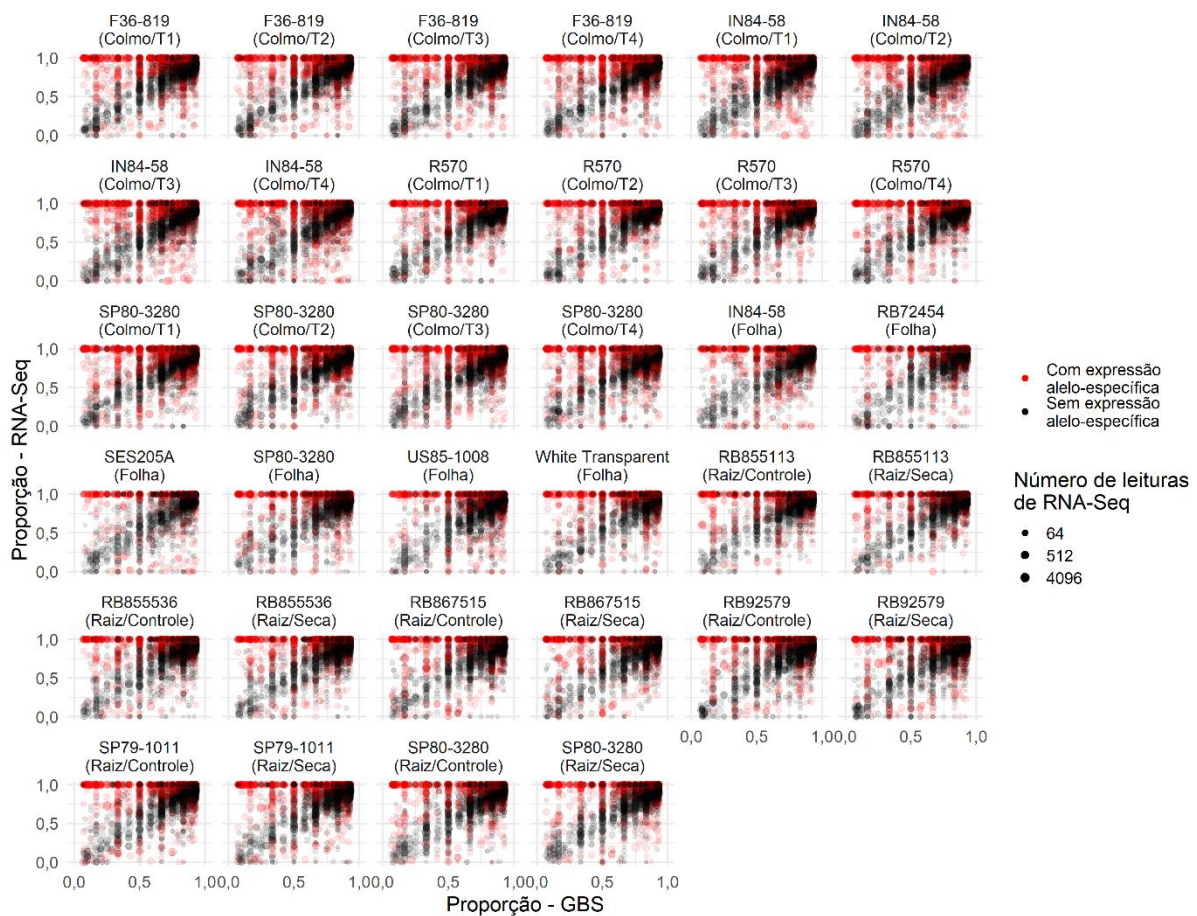 F36-819 F36-819 F36-819 F36-819 IN84-58 IN84-58
(Colmo/T1) (Colmo/T2) (Colmo/T3) (Colmo/T4) (Colmo/T1) (Colmo/T2)
1,0
0,5
0,0
IN84-58 IN84-58 R570 R570 R570 R570
(Colmo/T3) (Colmo/T4) (Colmo/T1) (Colmo/T2) (Colmo/T3) (Colmo/T4)
1,0
0,5
0,0
SP80-3280 SP80-3280 SP80-3280 SP80-3280 IN84-58 RB72454
(Colmo/T1) (Colmo/T2) (Colmo/T3) (Colmo/T4) (Folha) (Folha)
1,0
0,5
0,0
SES205A SP80-3280 US85-1008 White Transparent RB855113 RB855113
(Folha) (Folha) (Folha) (Folha) (Raiz/Controle) (Raiz/Seca)
1,0
0,5
0,0
RB855536 RB855536 RB867515 RB867515 RB92579 RB92579
(Raiz/Controle) (Raiz/Seca) (Raiz/Controle) (Raiz/Seca) (Raiz/Controle) (Raiz/Seca)
1,0
0,5
0,0
0,0 0,5 1,00,0 0,5 1,0
SP79-1011 SP79-1011 SP80-3280 SP80-3280
(Raiz/Controle) (Raiz/Seca) (Raiz/Controle) (Raiz/Seca)
1,0
0,5
0,0
0,0 0,5 1,00,0 0,5 1,00,0 0,5 1,00,0 0,5 1,0
Proporção - GBS
Proporção - RNA-Seq
Com expressão
alelo-específica
Sem expressão
alelo-específica
Número de leituras
de RNA-Seq
64
512
4096